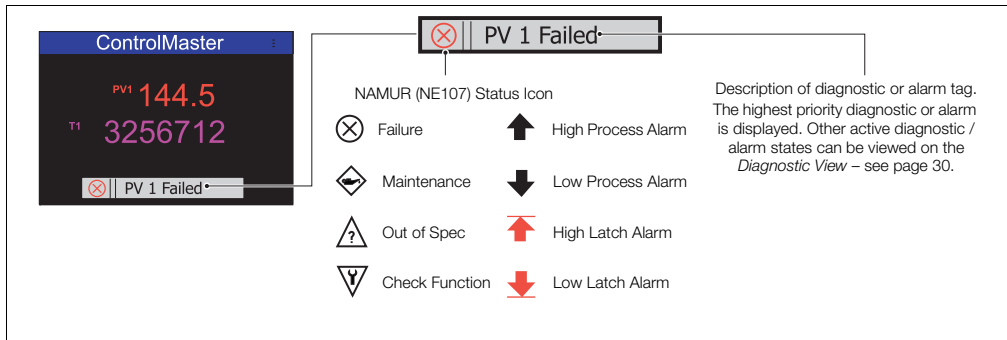 ControlMaster
PV1 144.5
T1 3256712
PV 1 Failed
PV 1 Failed
NAMUR (NE107) Status Icon
Failure
Maintenance
? Out of Spec
Check Function
High Process Alarm
Low Process Alarm
High Latch Alarm
Low Latch Alarm
Description of diagnostic or alarm tag.
The highest priority diagnostic or alarm
is displayed. Other active diagnostic /
alarm states can be viewed on the
Diagnostic View – see page 30.